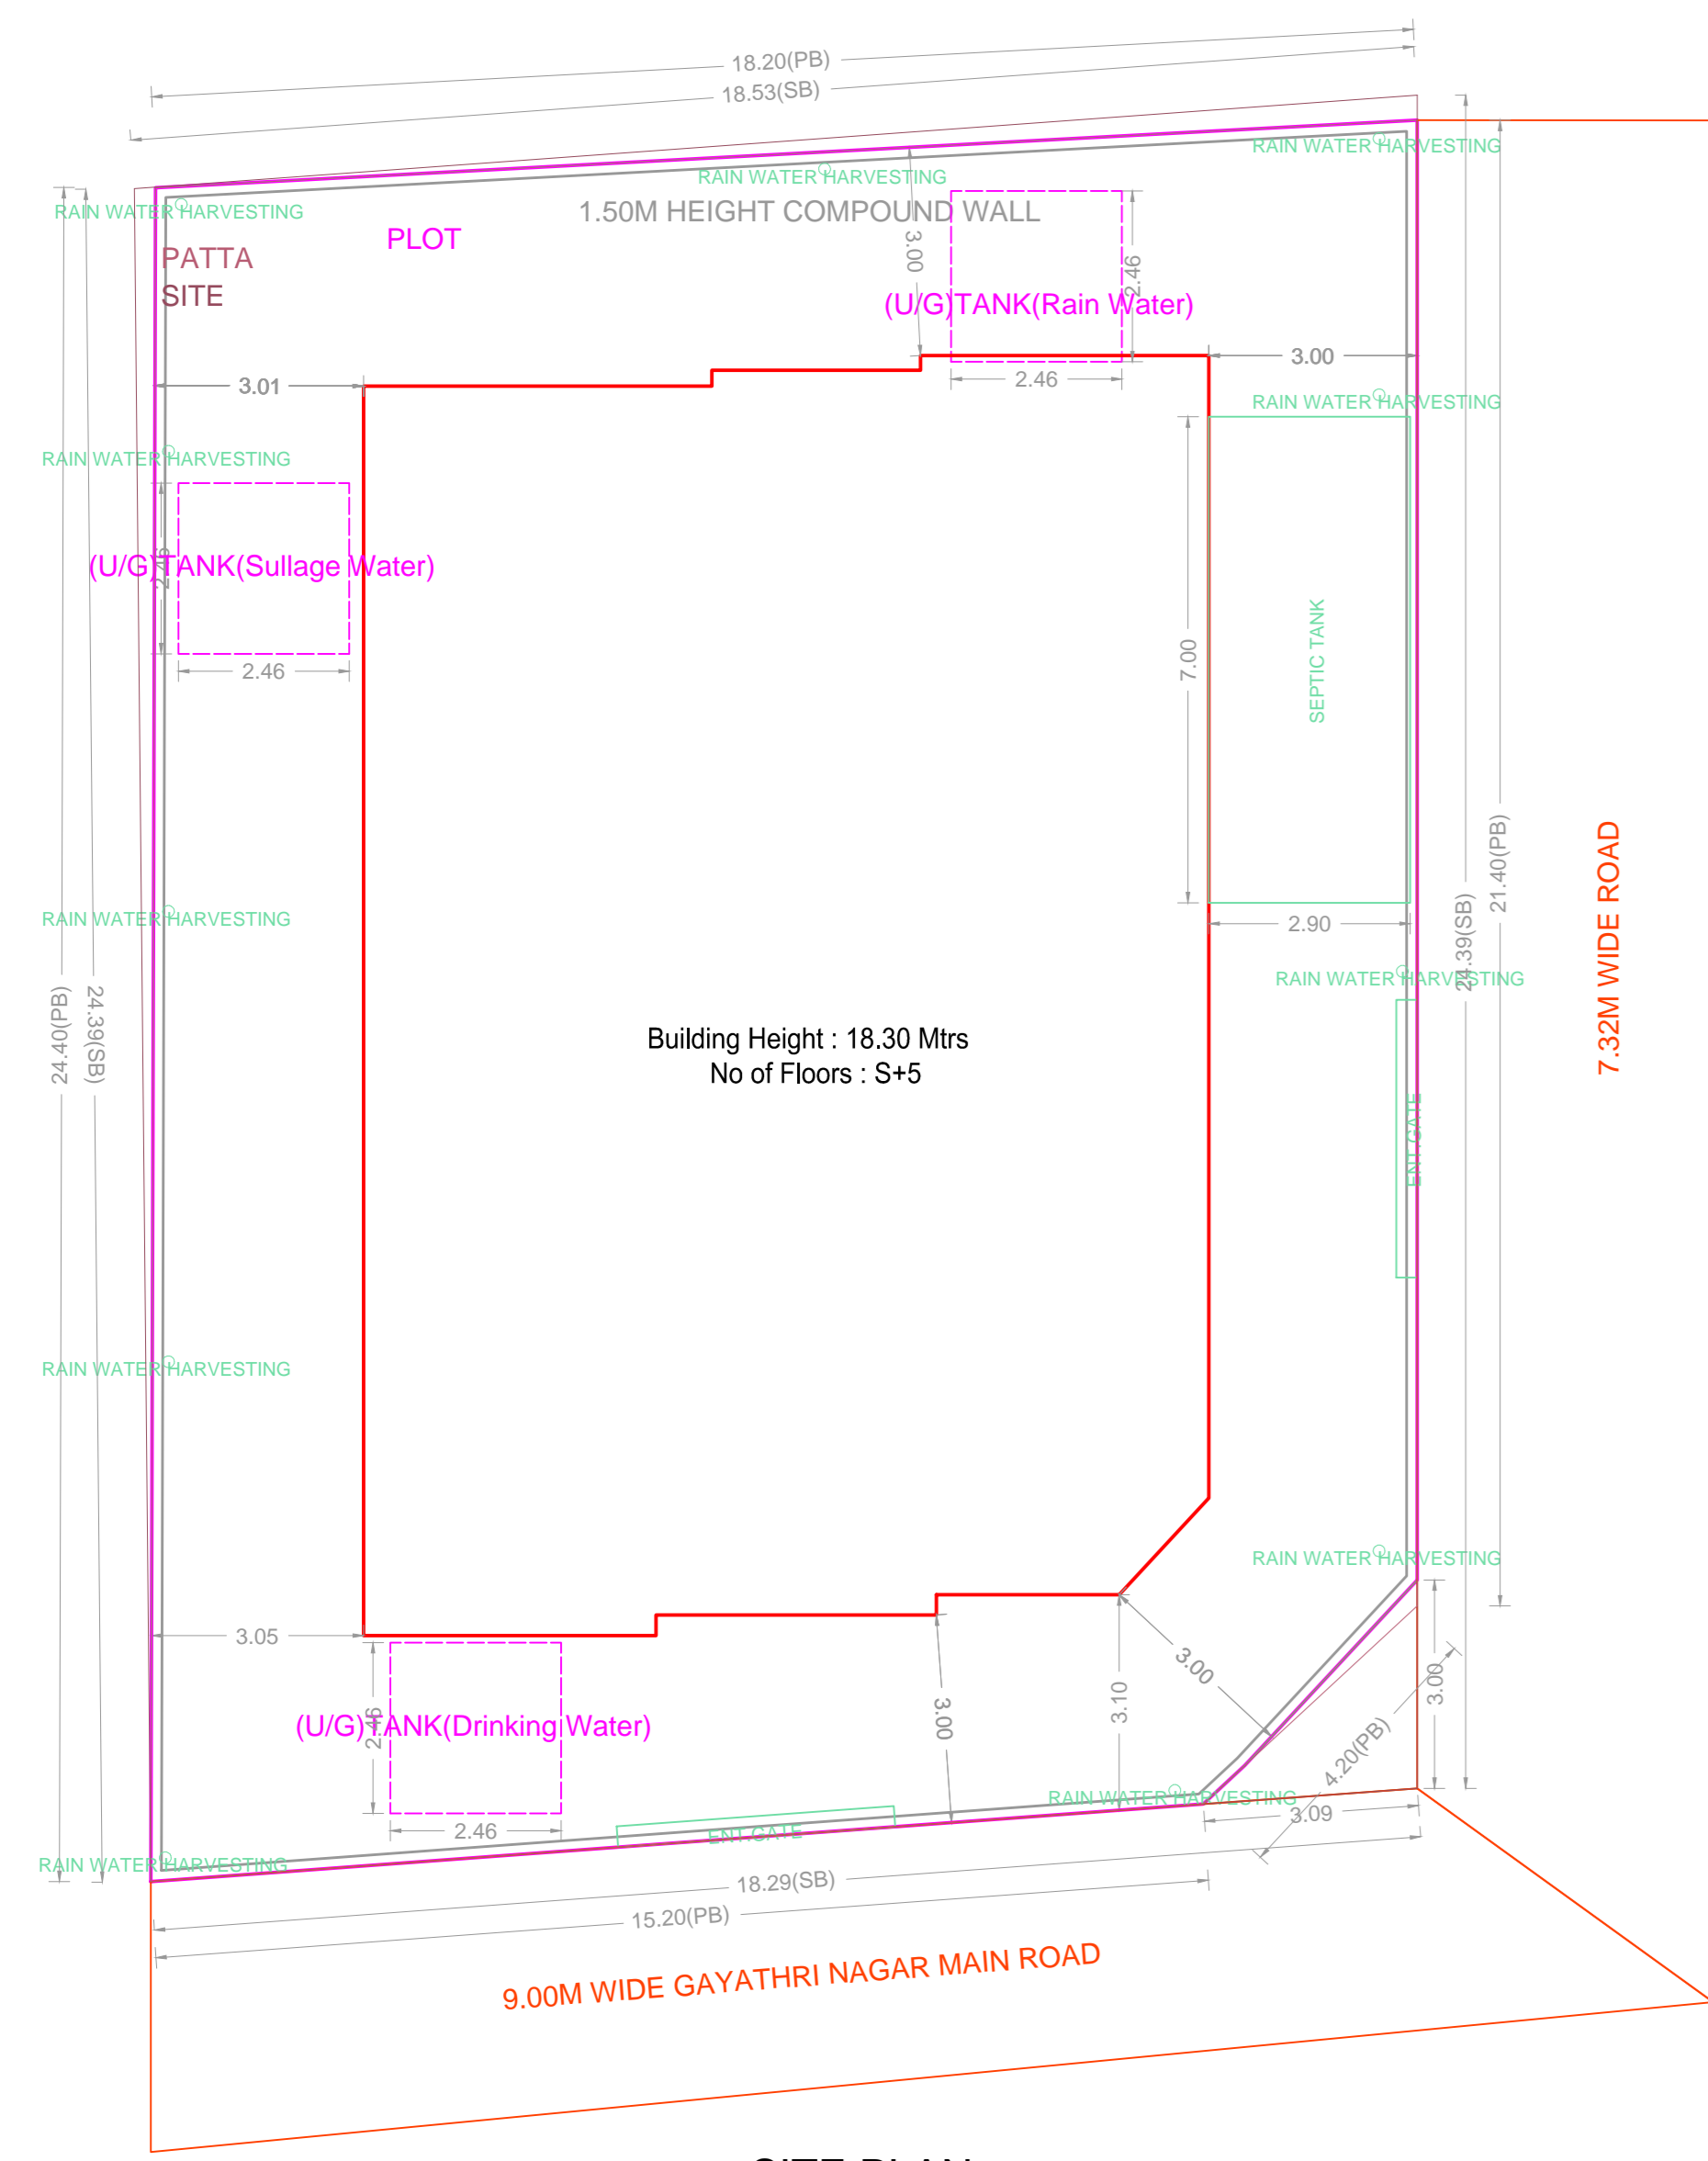 18.20(PB)
18.53(SB)
RAIN WATER HARVESTING
RAIN WATER HARVESTING
RAIN WATER HARVESTING
1.50M HEIGHT COMPOUND WALL
PLOT
PATTA
SITE
3.00
2.46
(U/G)TANK(Rain Water)
3.01
2.46
3.00
RAIN WATER HARVESTING
RAIN WATER HARVESTING
(U/G)TANK(Sullage Water)
2.46
2.46
7.00
SEPTIC TANK
2.90
RAIN WATER HARVESTING
RAIN WATER HARVESTING
24.40(PB)
24.39(SB)
24.39(SB)
21.40(PB)
7.32M WIDE ROAD
Building Height : 18.30 Mtrs
No of Floors : S+5
ENT.GATE
RAIN WATER HARVESTING
RAIN WATER HARVESTING
3.05
3.00
3.10
3.00
3.00
(U/G)TANK(Drinking Water)
2.46
2.46
4.20(PB)
RAIN WATER HARVESTING
3.09
ENT.GATE
RAIN WATER HARVESTING
18.29(SB)
15.20(PB)
9.00M WIDE GAYATHRI NAGAR MAIN ROAD
SITE PLAN